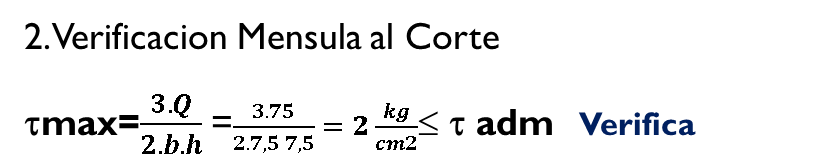 2.Verificacion Mensula al Corte
τmax=3.Q/2.b.h =3.75/2.7,5 7,5 = 2 kg/cm2 ≤ τ adm Verifica